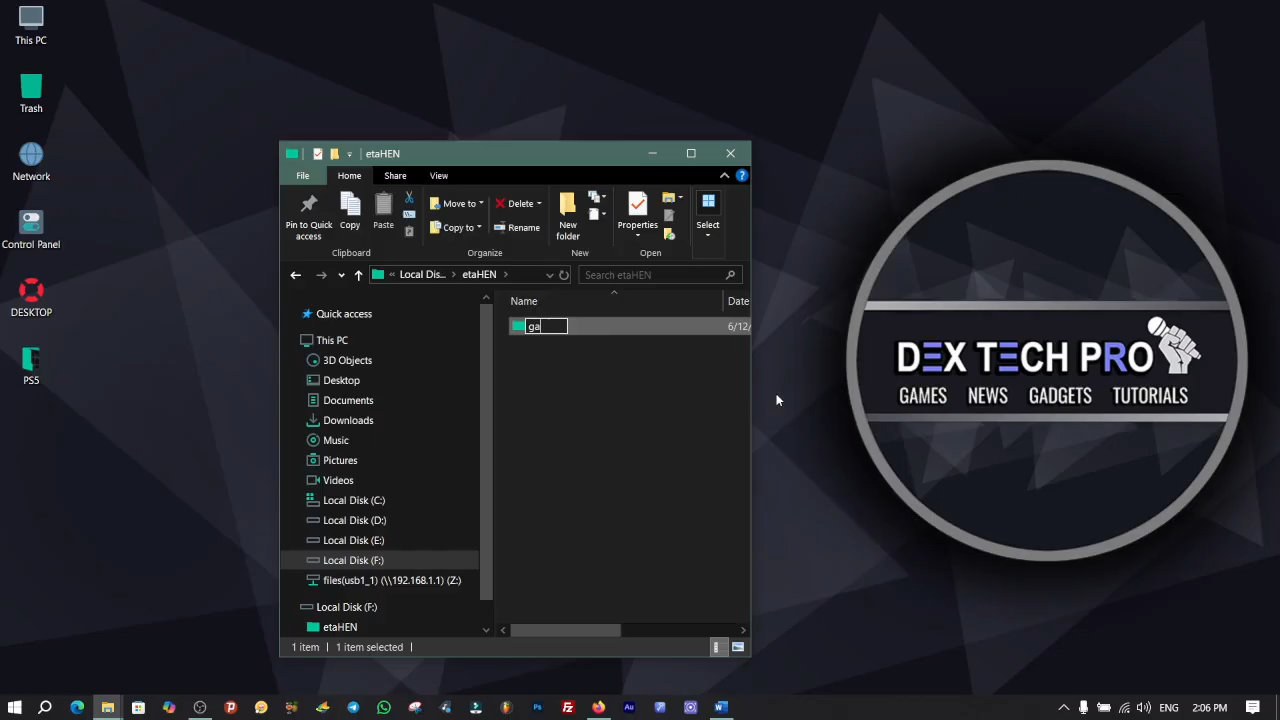 This PC
Trash
Network
Control Panel
DESKTOP
PS5
etaHEN
File
Home
Share
View
Pin to Quick access
Copy
Paste
Move to
Copy to
Delete
Rename
New folder
Properties
Select
Clipboard
Organize
New
Open
« Local Dis... › etaHEN ›
Search etaHEN
Name
Date
ga
6/12/
Quick access
This PC
3D Objects
Desktop
Documents
Downloads
Music
Pictures
Videos
Local Disk (C:)
Local Disk (D:)
Local Disk (E:)
Local Disk (F:)
files(usb1_1) (\\192.168.1.1) (Z:)
Local Disk (F:)
etaHEN
1 item
1 item selected
DEX TECH PRO
GAMES NEWS GADGETS TUTORIALS
ENG
2:06 PM